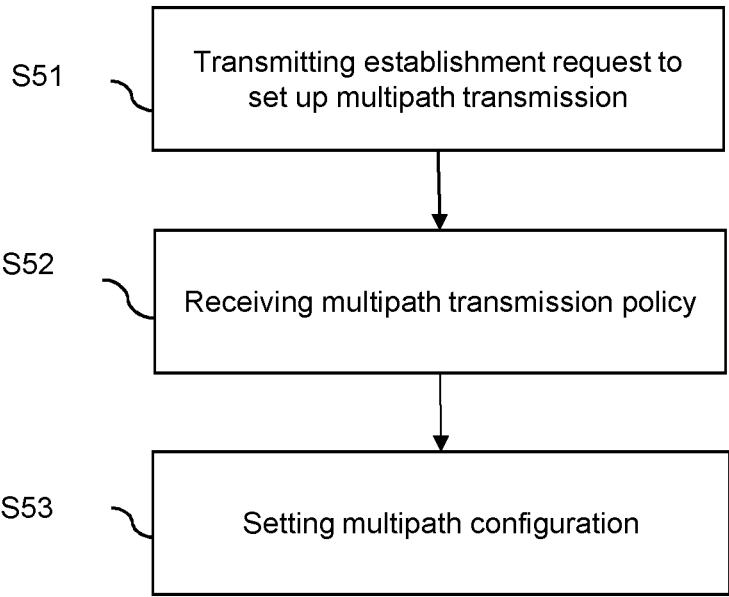 S51
Transmitting establishment request to
set up multipath transmission
S52
Receiving multipath transmission policy
S53
Setting multipath configuration